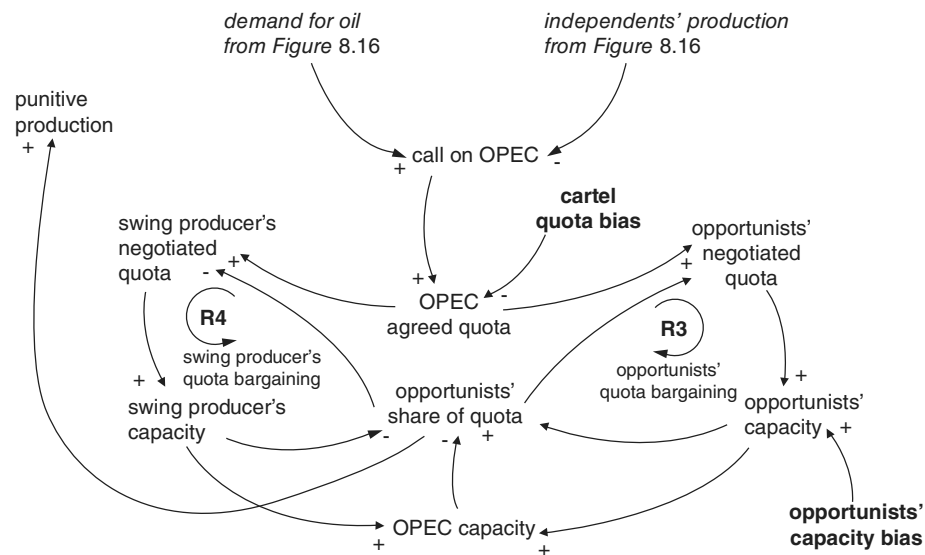 demand for oil
from Figure 8.16
independents' production
from Figure 8.16
punitive
production
+
call on OPEC
+
-
cartel
quota bias
swing producer's
negotiated
quota
-
+
opportunists'
negotiated
quota
+
+
-
OPEC
agreed quota
R4
swing producer's
quota bargaining
R3
opportunists'
quota bargaining
+
swing producer's
capacity
opportunists'
share of quota
-
-
+
+
opportunists'
capacity
+
OPEC capacity
+
+
opportunists'
capacity bias